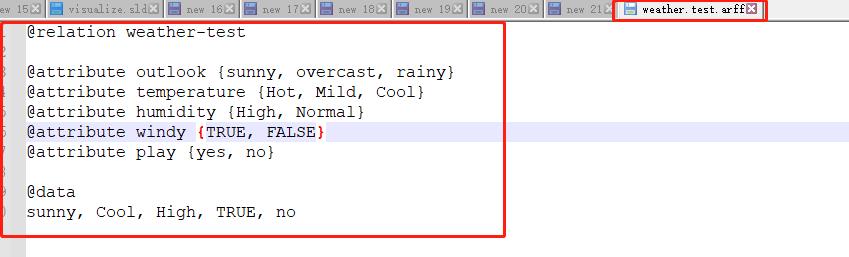 new 15 visualize.sld new 16 new 17 new 18 new 19 new 20 new 21 weather.test.arff
@relation weather-test
@attribute outlook {sunny, overcast, rainy}
@attribute temperature {Hot, Mild, Cool}
@attribute humidity {High, Normal}
@attribute windy {TRUE, FALSE}
@attribute play {yes, no}
@data
sunny, Cool, High, TRUE, no